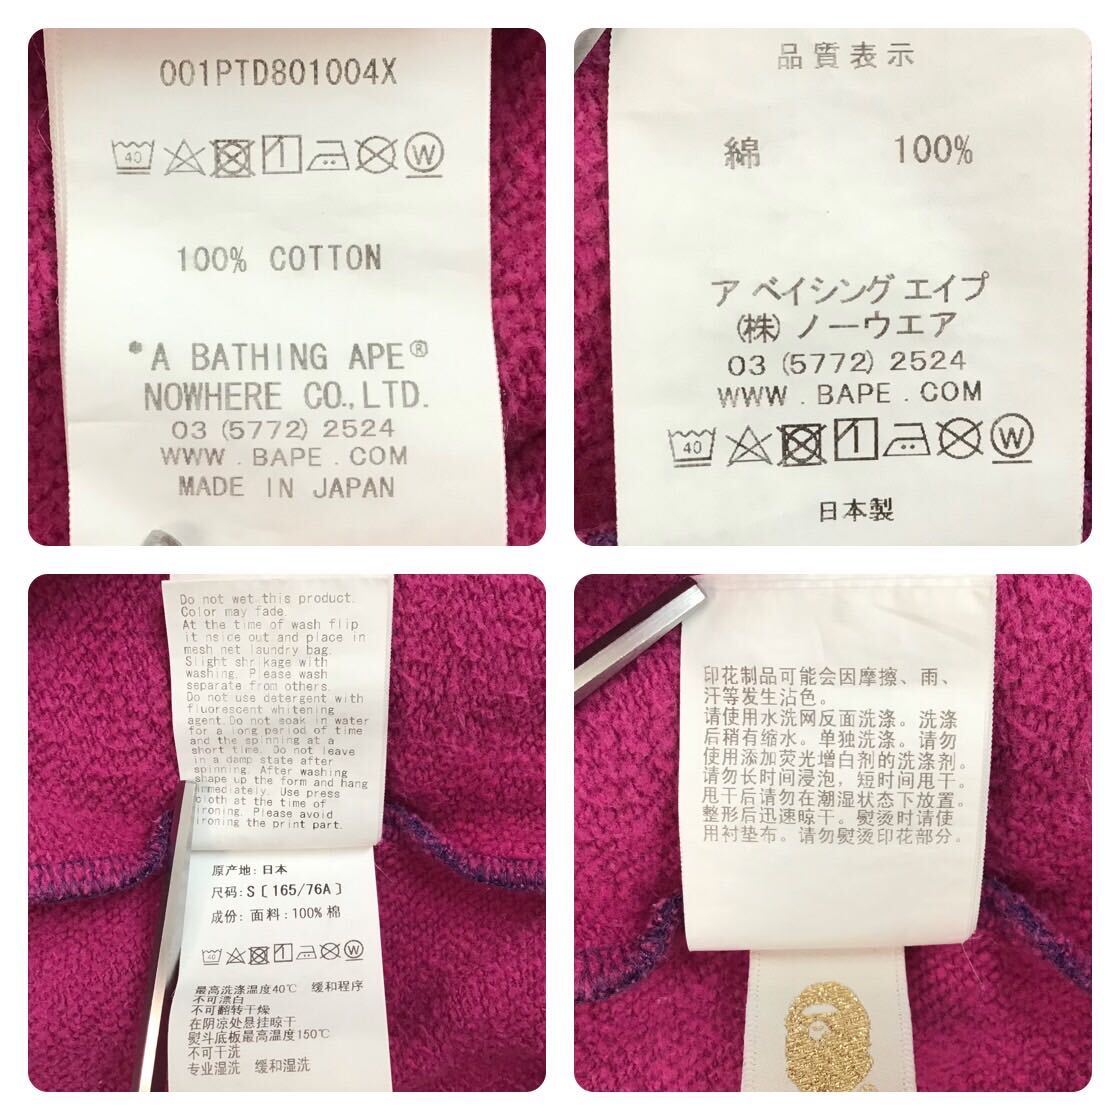 001PTD801004X
40
100% COTTON
*A BATHING APE®
NOWHERE CO.,LTD.
03 (5772) 2524
WWW . BAPE . COM
MADE IN JAPAN
品質表示
綿 100%
ア ベイシング エイプ
(株) ノーウエア
03 (5772) 2524
WWW . BAPE . COM
40
日本製
Do not wet this product.
Color may fade.
At the time of wash flip
it nside out and place in
mesh net laundry bag.
Slight shr kage with
washing. Please wash
separate from others.
Do not use detergent with
fluorescent whitening
agent.Do not soak in water
for a long period of time
and the spinning at a
short time. Do not leave
in a damp state after
spinning. After washing
shape up the form and hang
immediately. Use press
cloth at the time of
ironing. Please avoid
ironing the print part.
原产地: 日本
尺码: S [165/76A]
成份: 面料: 100% 棉
40
W
最高洗涤温度40℃ 缓和程序
不可漂白
不可翻转干燥
在阴凉处悬挂晾干
熨斗底板最高温度150℃
不可干洗
专业湿洗 缓和湿洗
印花制品可能会因摩擦、雨、
汗等发生沾色。
请使用水洗网反面洗涤。洗涤
后稍有缩水。单独洗涤。请勿
使用添加荧光增白剂的洗涤剂。
请勿长时间浸泡，短时间甩干。
甩干后请勿在潮湿状态下放置。
整形后迅速晾干。熨烫时请使
用衬垫布。请勿熨烫印花部分。